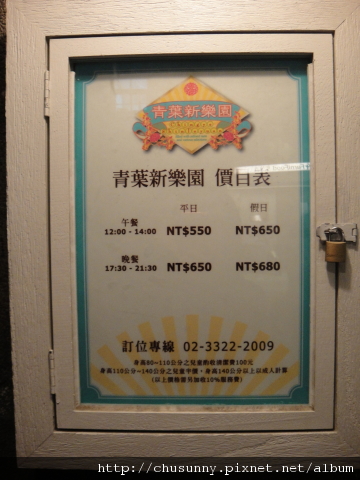 青葉新樂園
青葉新樂園 價目表
平日 假日
午餐
12:00 - 14:00 NT$550 NT$650
晚餐
17:30 - 21:30 NT$650 NT$680
訂位專線 02-3322-2009
身高80~110公分之兒童酌收清潔費100元
身高110公分~140公分之兒童半價，身高140公分以上以成人計價
(以上價格需另加收10%服務費)
http://chusunny.pixnet.net/album